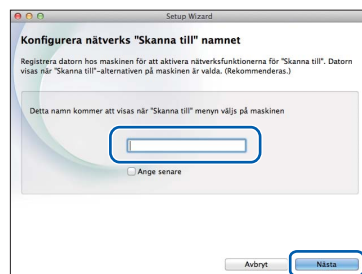 Setup Wizard
Konfigurera nätverks "Skanna till" namnet
Registrera datorn hos maskinen för att aktivera nätverksfunktionerna för "Skanna till". Datorn
visas när "Skanna till"-alternativen på maskinen är valda. (Rekommenderas.)
Detta namn kommer att visas när "Skanna till" menyn väljs på maskinen
Ange senare
Avbryt
Nästa